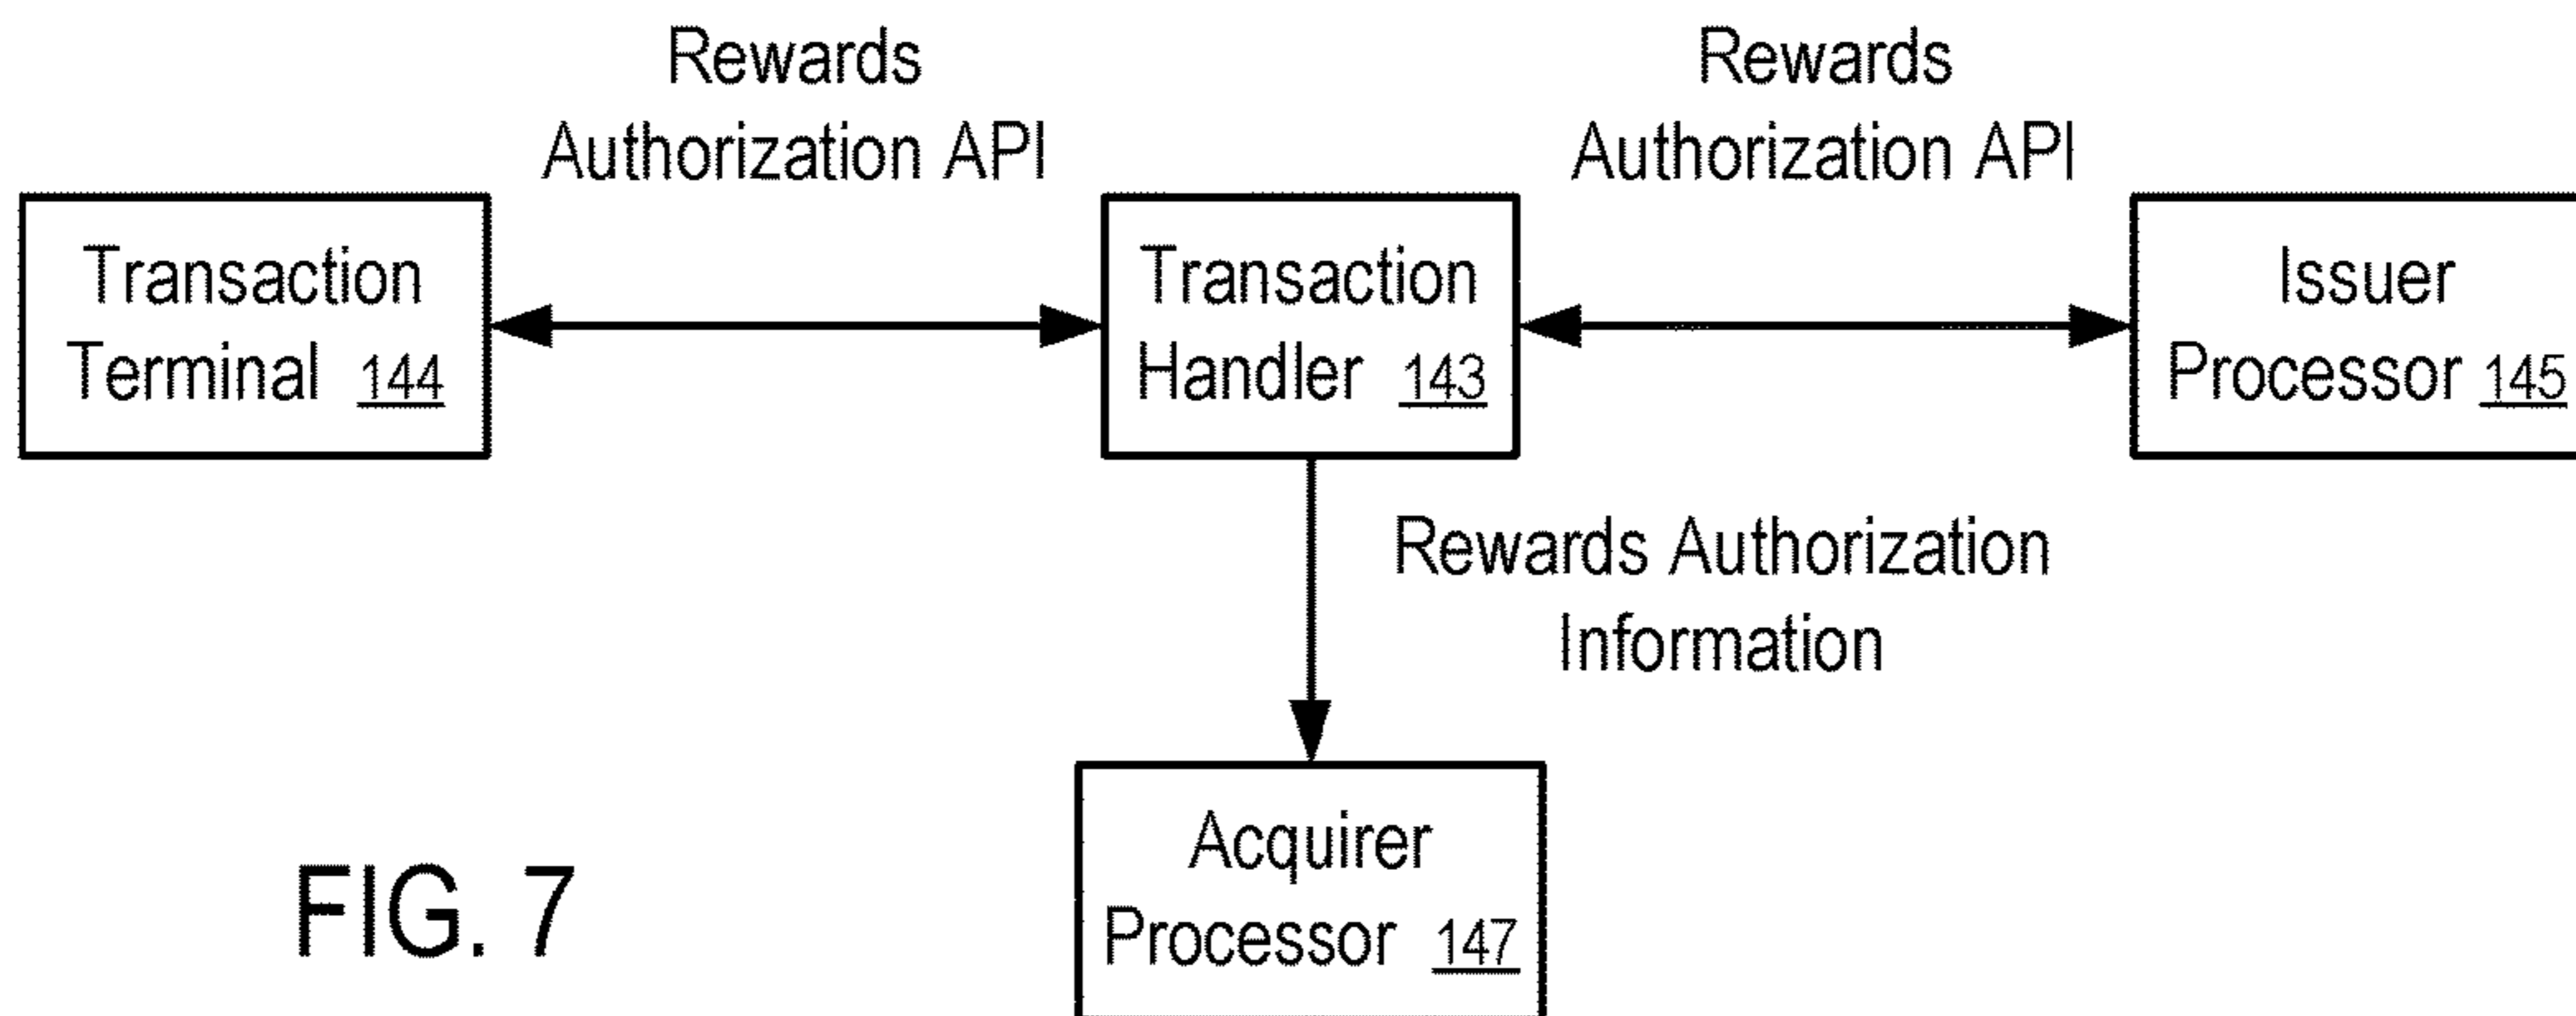 Rewards
Authorization API
Rewards
Authorization API
Transaction
Terminal 144
Transaction
Handler 143
Issuer
Processor 145
Rewards Authorization
Information
Acquirer
Processor 147
FIG. 7